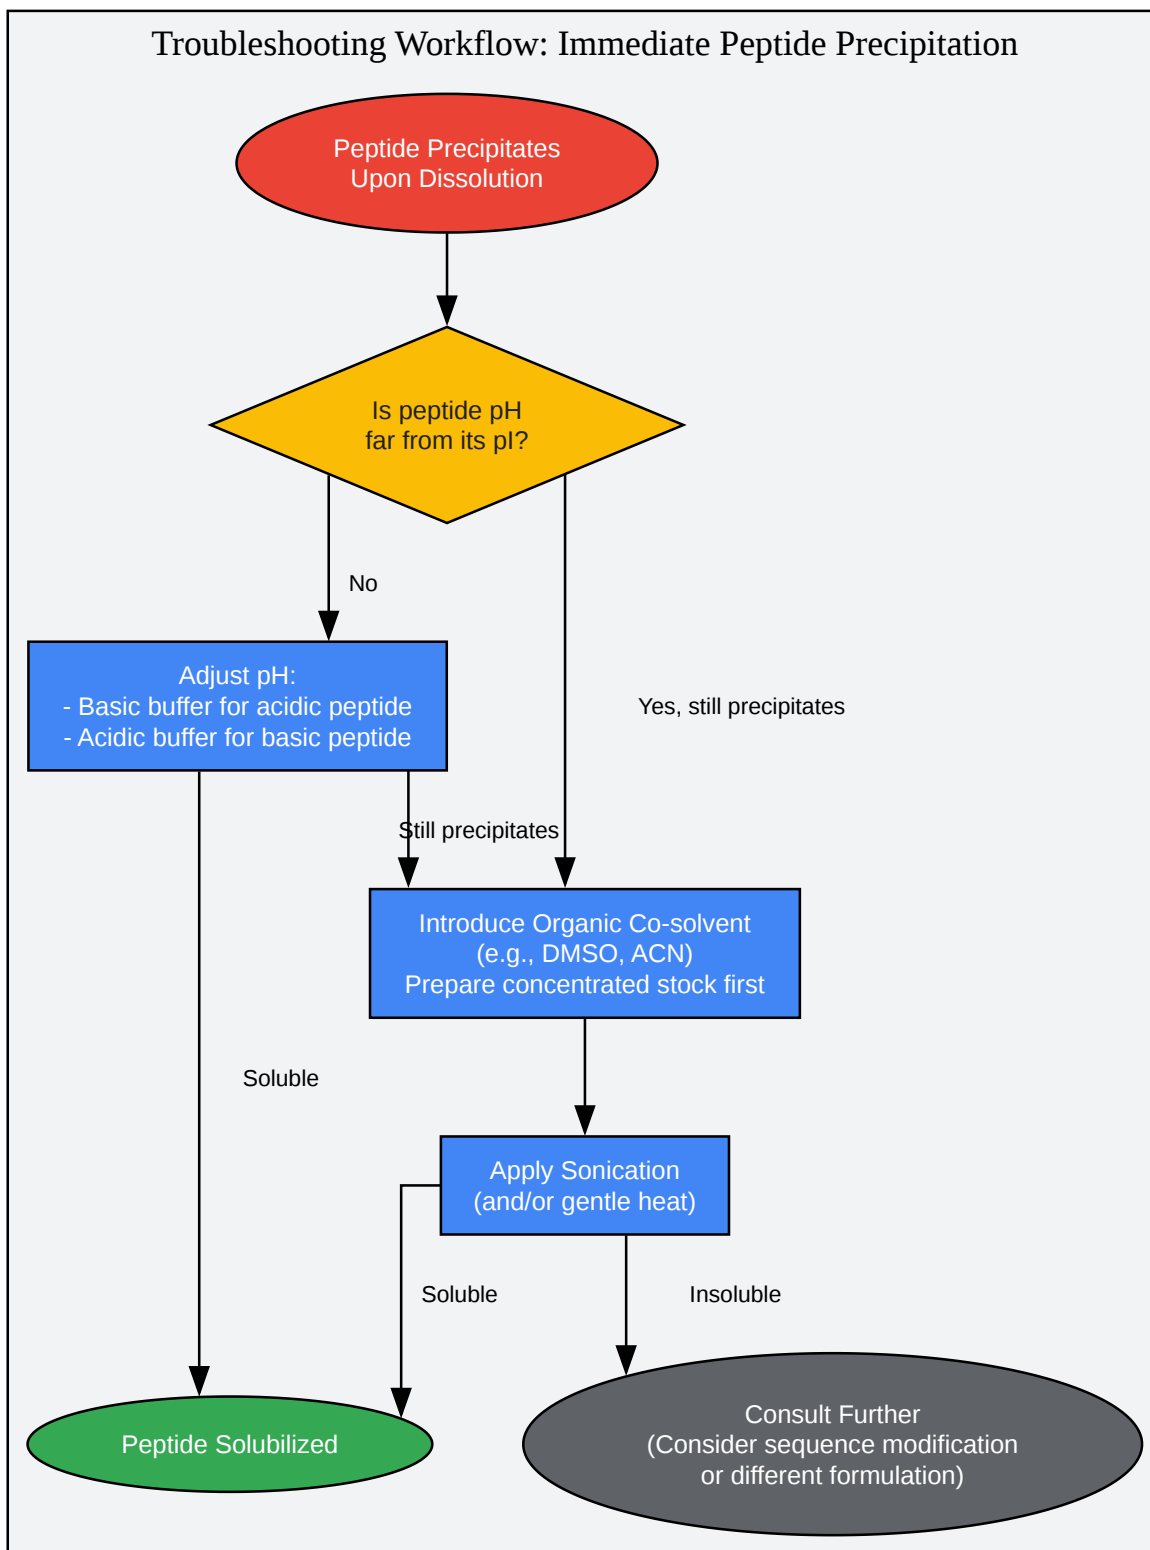 Troubleshooting Workflow: Immediate Peptide Precipitation
Peptide Precipitates
Upon Dissolution
Is peptide pH
far from its pI?
No
Adjust pH:
- Basic buffer for acidic peptide
- Acidic buffer for basic peptide
Yes, still precipitates
Still precipitates
Introduce Organic Co-solvent
(e.g., DMSO, ACN)
Prepare concentrated stock first
Soluble
Apply Sonication
(and/or gentle heat)
Soluble
Insoluble
Peptide Solubilized
Consult Further
(Consider sequence modification
or different formulation)